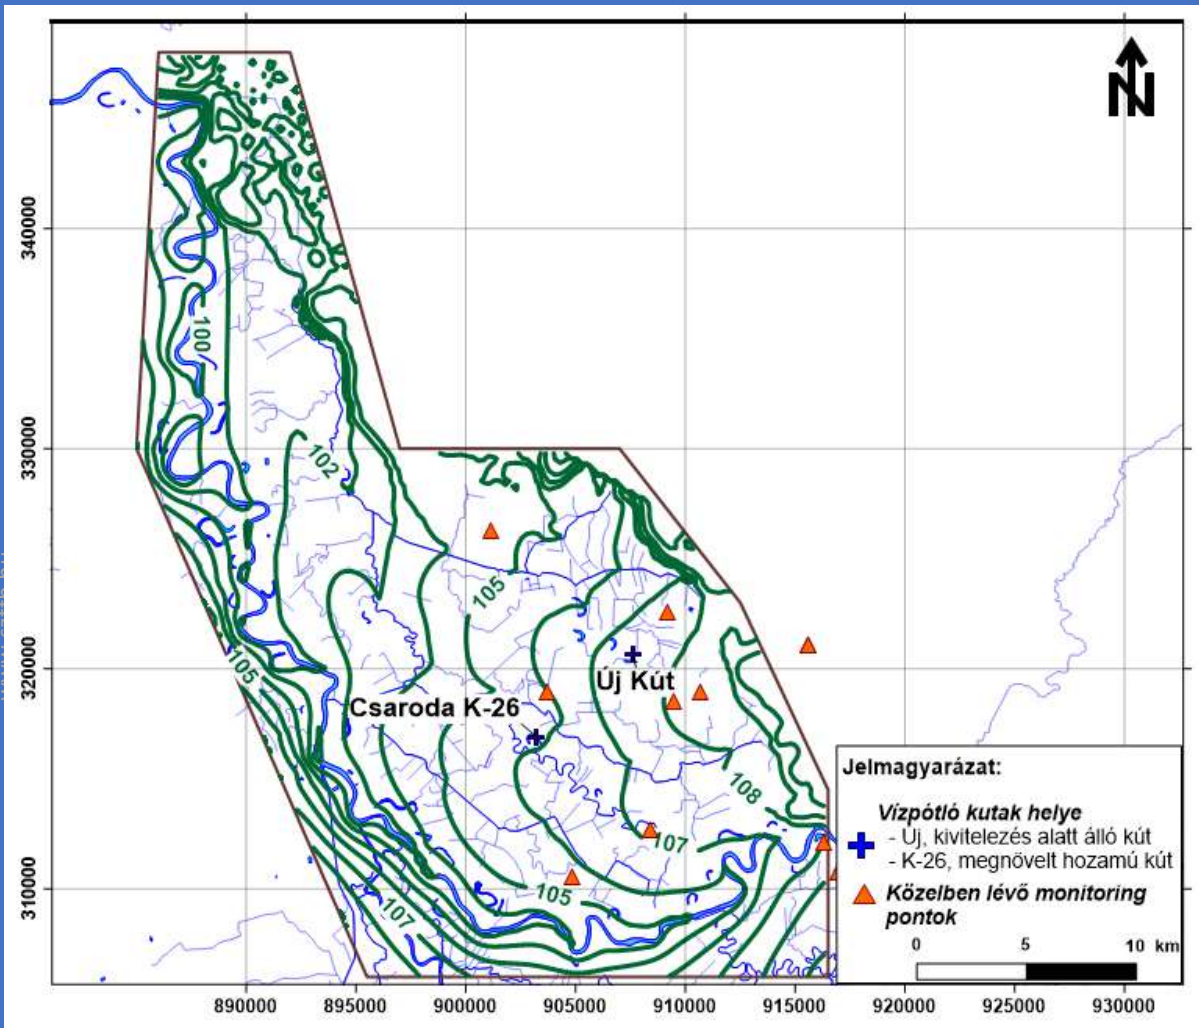 N
340000
330000
320000
310000
100
102
105
105
Új Kút
Csaroda K-26
108
107
105
107
Jelmagyarázat:
Vízpótló kutak helye
- Új, kivitelezés alatt álló kút
- K-26, megnövelt hozamú kút
Közelben lévő monitoring
pontok
0 5 10 km
890000 895000 900000 905000 910000 915000 920000 925000 930000